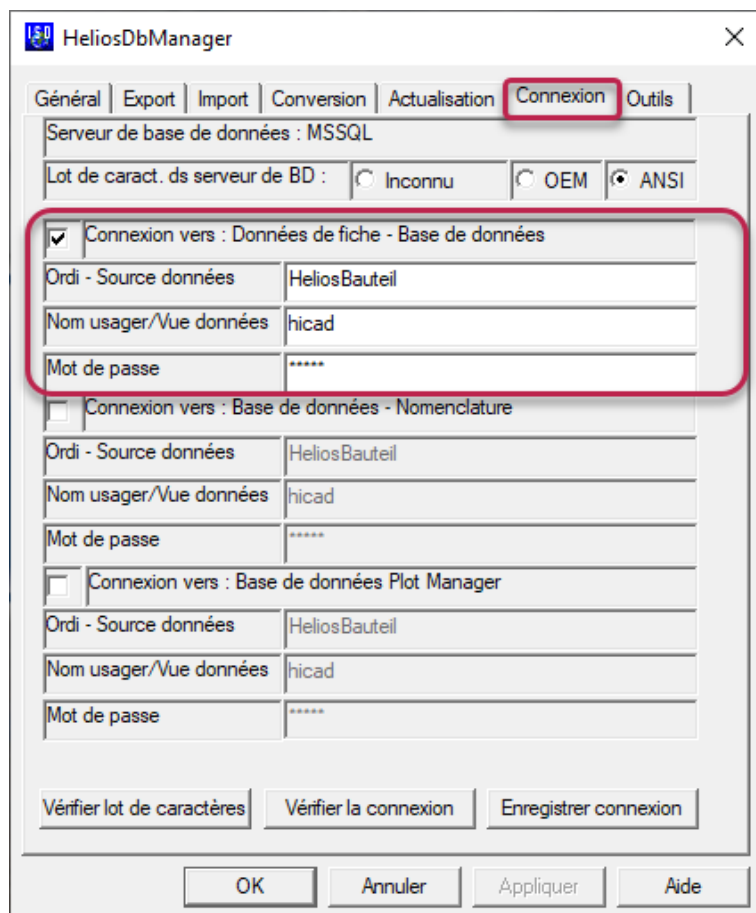 HeliosDbManager
Général Export Import Conversion Actualisation Connexion Outils
Serveur de base de données : MSSQL
Lot de caract. ds serveur de BD : Inconnu OEM ANSI
Connexion vers : Données de fiche - Base de données
Ordi - Source données HeliosBauteil
Nom usager/Vue données hicad
Mot de passe *****
Connexion vers : Base de données - Nomenclature
Ordi - Source données HeliosBauteil
Nom usager/Vue données hicad
Mot de passe *****
Connexion vers : Base de données Plot Manager
Ordi - Source données HeliosBauteil
Nom usager/Vue données hicad
Mot de passe *****
Vérifier lot de caractères Vérifier la connexion Enregistrer connexion
OK Annuler Appliquer Aide